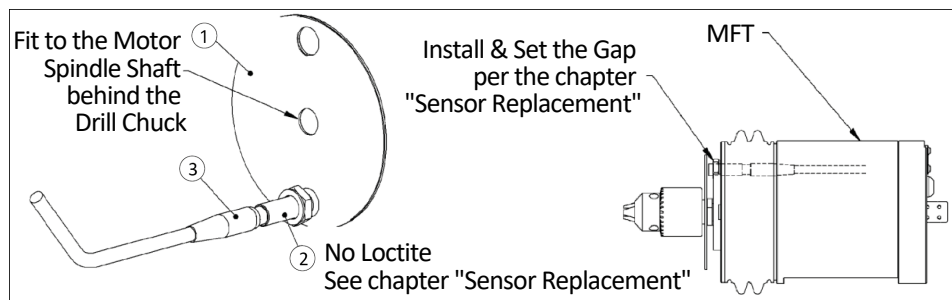 Fit to the Motor
Spindle Shaft
behind the
Drill Chuck
1
3
2
No Loctite
See chapter "Sensor Replacement"
Install & Set the Gap
per the chapter
"Sensor Replacement"
MFT